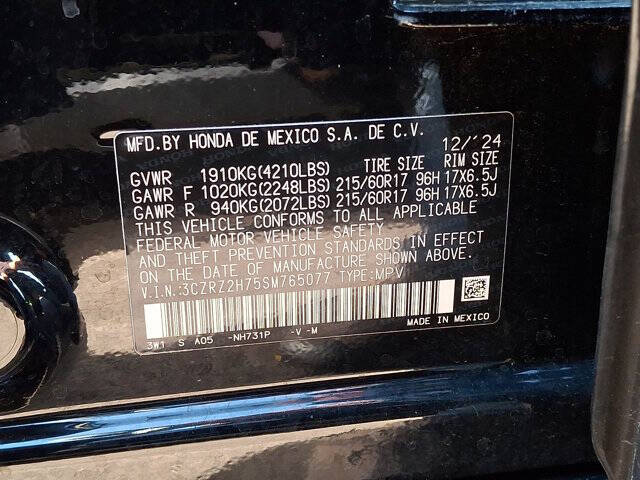 MFD.BY HONDA DE MEXICO S.A. DE C.V. 12/'24
GVWR 1910KG(4210LBS) TIRE SIZE RIM SIZE
GAWR F 1020KG(2248LBS) 215/60R17 96H 17X6.5J
GAWR R 940KG(2072LBS) 215/60R17 96H 17X6.5J
THIS VEHICLE CONFORMS TO ALL APPLICABLE
FEDERAL MOTOR VEHICLE SAFETY
AND THEFT PREVENTION STANDARDS IN EFFECT
ON THE DATE OF MANUFACTURE SHOWN ABOVE.
V.I.N.:3CZRZ2H75SM765077 TYPE:MPV
3W1 S A05 -NH731P -V-M MADE IN MEXICO